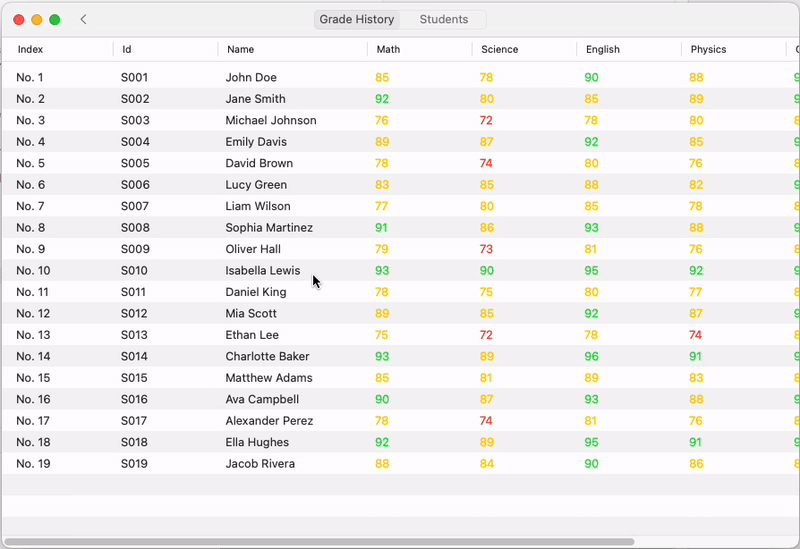 Grade History Students
Index Id Name Math Science English Physics
No. 1 S001 John Doe 85 78 90 88
No. 2 S002 Jane Smith 92 80 85 89
No. 3 S003 Michael Johnson 76 72 78 80
No. 4 S004 Emily Davis 89 87 92 85
No. 5 S005 David Brown 78 74 80 76
No. 6 S006 Lucy Green 83 85 88 82
No. 7 S007 Liam Wilson 77 80 85 78
No. 8 S008 Sophia Martinez 91 86 93 88
No. 9 S009 Oliver Hall 79 73 81 76
No. 10 S010 Isabella Lewis 93 90 95 92
No. 11 S011 Daniel King 78 75 80 77
No. 12 S012 Mia Scott 89 85 92 87
No. 13 S013 Ethan Lee 75 72 78 74
No. 14 S014 Charlotte Baker 93 89 96 91
No. 15 S015 Matthew Adams 85 81 89 83
No. 16 S016 Ava Campbell 90 87 93 88
No. 17 S017 Alexander Perez 78 74 81 76
No. 18 S018 Ella Hughes 92 89 95 91
No. 19 S019 Jacob Rivera 88 84 90 86